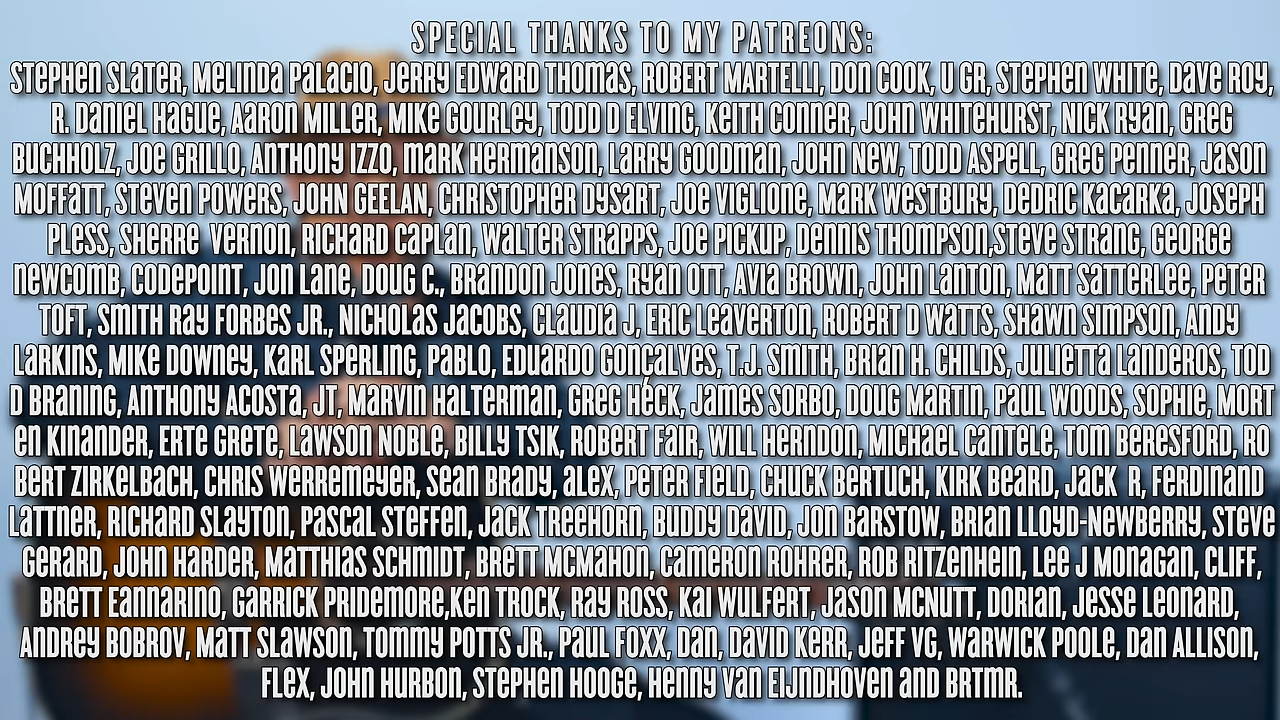 SPECIAL THANKS TO MY PATREONS:
Stephen Slater, Melinda Palacio, Jerry Edward Thomas, Robert Martelli, Don Cook, U Gr, Stephen White, Dave Roy,
R. Daniel Hague, Aaron Miller, Mike Gourley, Todd D Elving, Keith Conner, John Whitehurst, Nick Ryan, Greg
Buchholz, Joe Grillo, Anthony Izzo, mark Hermanson, Larry Goodman, John New, Todd Aspell, Greg Penner, Jason
Moffatt, Steven Powers, John Geelan, Christopher Dysart, Joe Viglione, Mark Westbury, Dedric Kacarka, Joseph
Pless, Sherre Vernon, Richard Caplan, Walter Strapps, Joe Pickup, Dennis Thompson,Steve Strang, George
Newcomb, Codepoint, Jon Lane, Doug C., Brandon Jones, Ryan Ott, Avia Brown, John Lanton, Matt Satterlee, Peter
Toft, Smith Ray Forbes Jr., Nicholas Jacobs, Claudia J, Eric Leaverton, Robert D Watts, Shawn Simpson, Andy
Larkins, Mike Downey, Karl Sperling, Pablo, Eduardo Gonçalves, T.J. Smith, Brian H. Childs, Julietta Landeros, Tod
d Braning, Anthony Acosta, JT, Marvin Halterman, Greg Héck, James Sorbo, Doug Martin, Paul Woods, Sophie, Mort
en Kinander, Erte Grete, Lawson Noble, Billy Tsik, Robert Fair, Will Herndon, Michael Cantele, Tom Beresford, Ro
bert Zirkelbach, Chris Werremeyer, Sean Brady, alex, Peter Field, Chuck Bertuch, Kirk Beard, Jack R, Ferdinand
Lattner, Richard Slayton, Pascal Steffen, Jack Treehorn, Buddy David, Jon Barstow, Brian Lloyd-Newberry, Steve
Gerard, John Harder, Matthias Schmidt, Brett McMahon, Cameron Rohrer, Rob Ritzenhein, Lee J Monagan, Cliff,
Brett Eannarino, Garrick Pridemore,Ken Trock, Ray Ross, Kai Wulfert, Jason McNutt, Dorian, Jesse Leonard,
Andrey Bobrov, Matt Slawson, Tommy Potts Jr., Paul Foxx, Dan, David Kerr, Jeff VG, Warwick Poole, Dan Allison,
Flex, John Hurbon, Stephen Hooge, Henny van Eijndhoven and BRTMR.